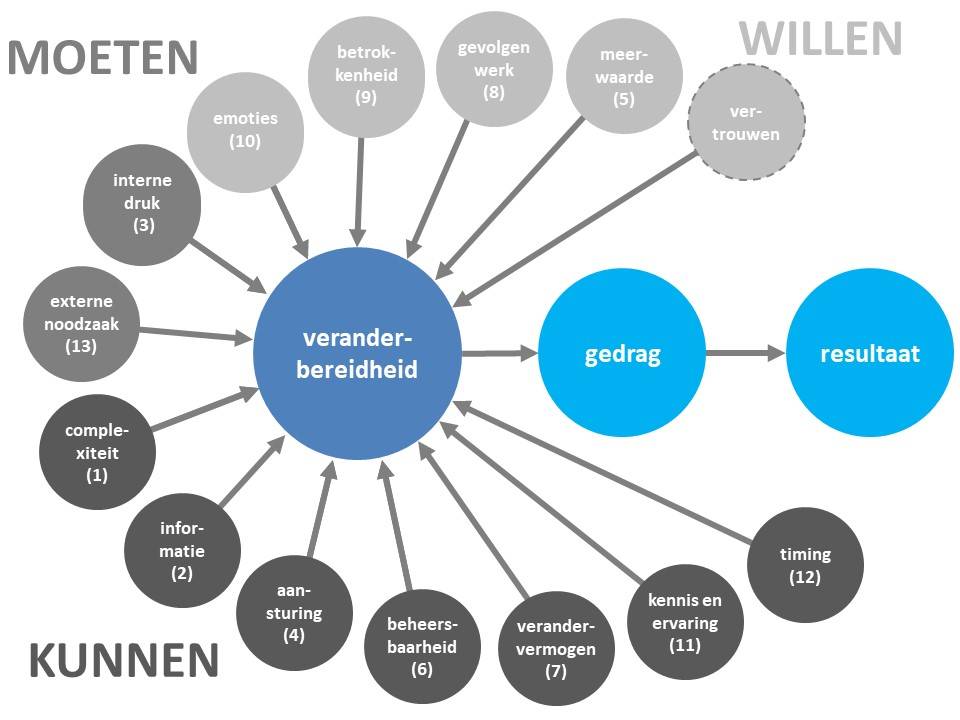 MOETEN
WILLEN
KUNNEN
betrok-
kenheid
(9)
gevolgen
werk
(8)
meer-
waarde
(5)
ver-
trouwen
emoties
(10)
interne
druk
(3)
externe
noodzaak
(13)
verander-
bereidheid
gedrag
resultaat
comple-
xiteit
(1)
infor-
matie
(2)
aan-
sturing
(4)
beheers-
baarheid
(6)
verander-
vermogen
(7)
kennis en
ervaring
(11)
timing
(12)